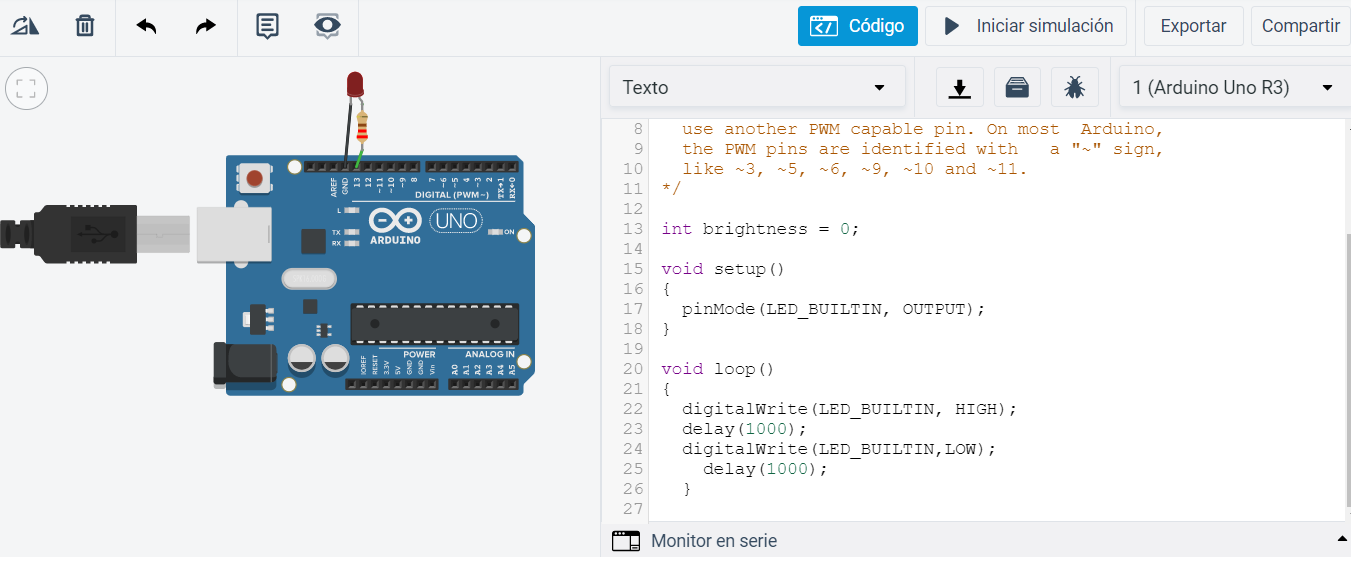 Código
Iniciar simulación
Exportar
Compartir
Texto
1 (Arduino Uno R3)
AREF
GND
13
12
~11
~10
~9
8
7
~6
~5
4
~3
2
TX→1
RX←0
DIGITAL (PWM~)
L
TX
RX
ARDUINO
UNO
ON
POWER
ANALOG IN
IOREF
RESET
3.3V
5V
GND
GND
Vin
A0
A1
A2
A3
A4
A5
8 use another PWM capable pin. On most Arduino,
9 the PWM pins are identified with a "~" sign,
10 like ~3, ~5, ~6, ~9, ~10 and ~11.
11 */
12
13 int brightness = 0;
14
15 void setup()
16 {
17 pinMode(LED_BUILTIN, OUTPUT);
18 }
19
20 void loop()
21 {
22 digitalWrite(LED_BUILTIN, HIGH);
23 delay(1000);
24 digitalWrite(LED_BUILTIN,LOW);
25 delay(1000);
26 }
27
Monitor en serie